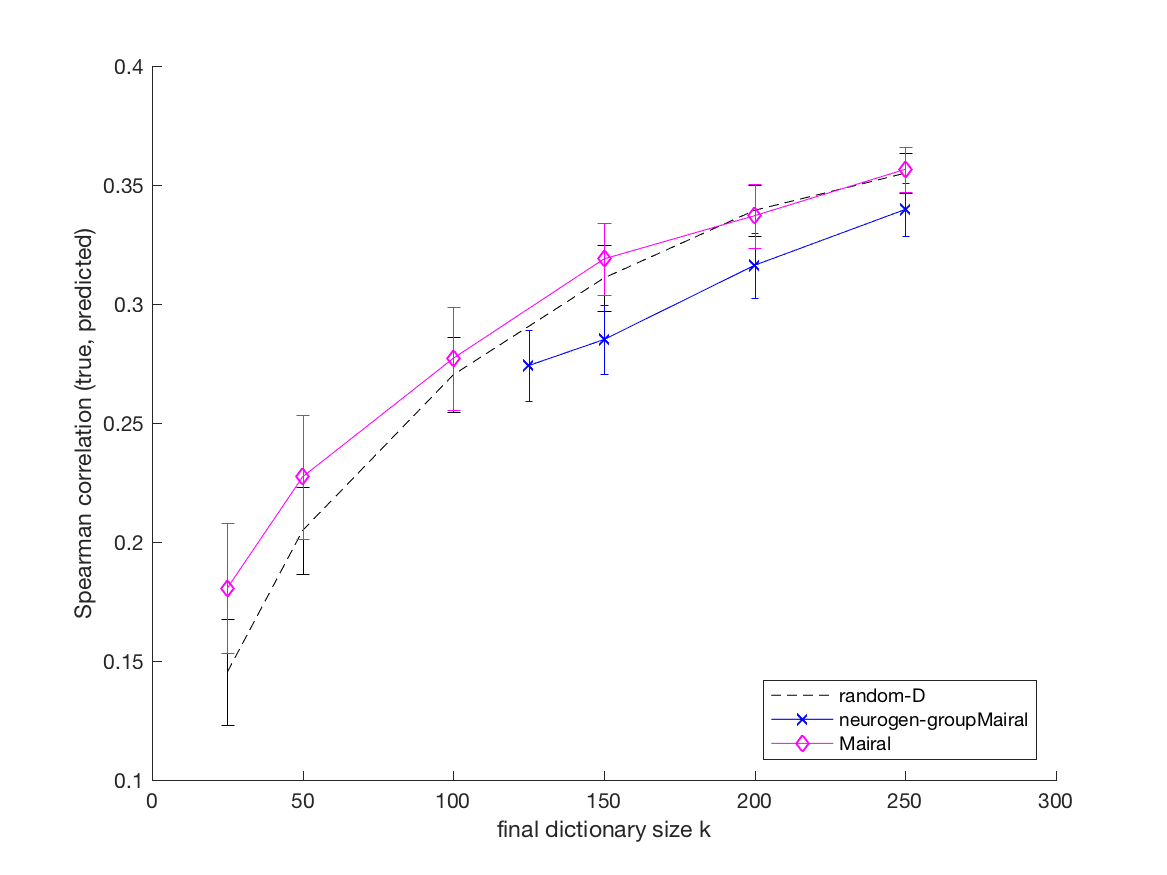 0.4
0.35
0.3
0.25
0.2
0.15
0.1
Spearman correlation (true, predicted)
random-D
neurogen-groupMairal
Mairal
0 50 100 150 200 250 300
final dictionary size k